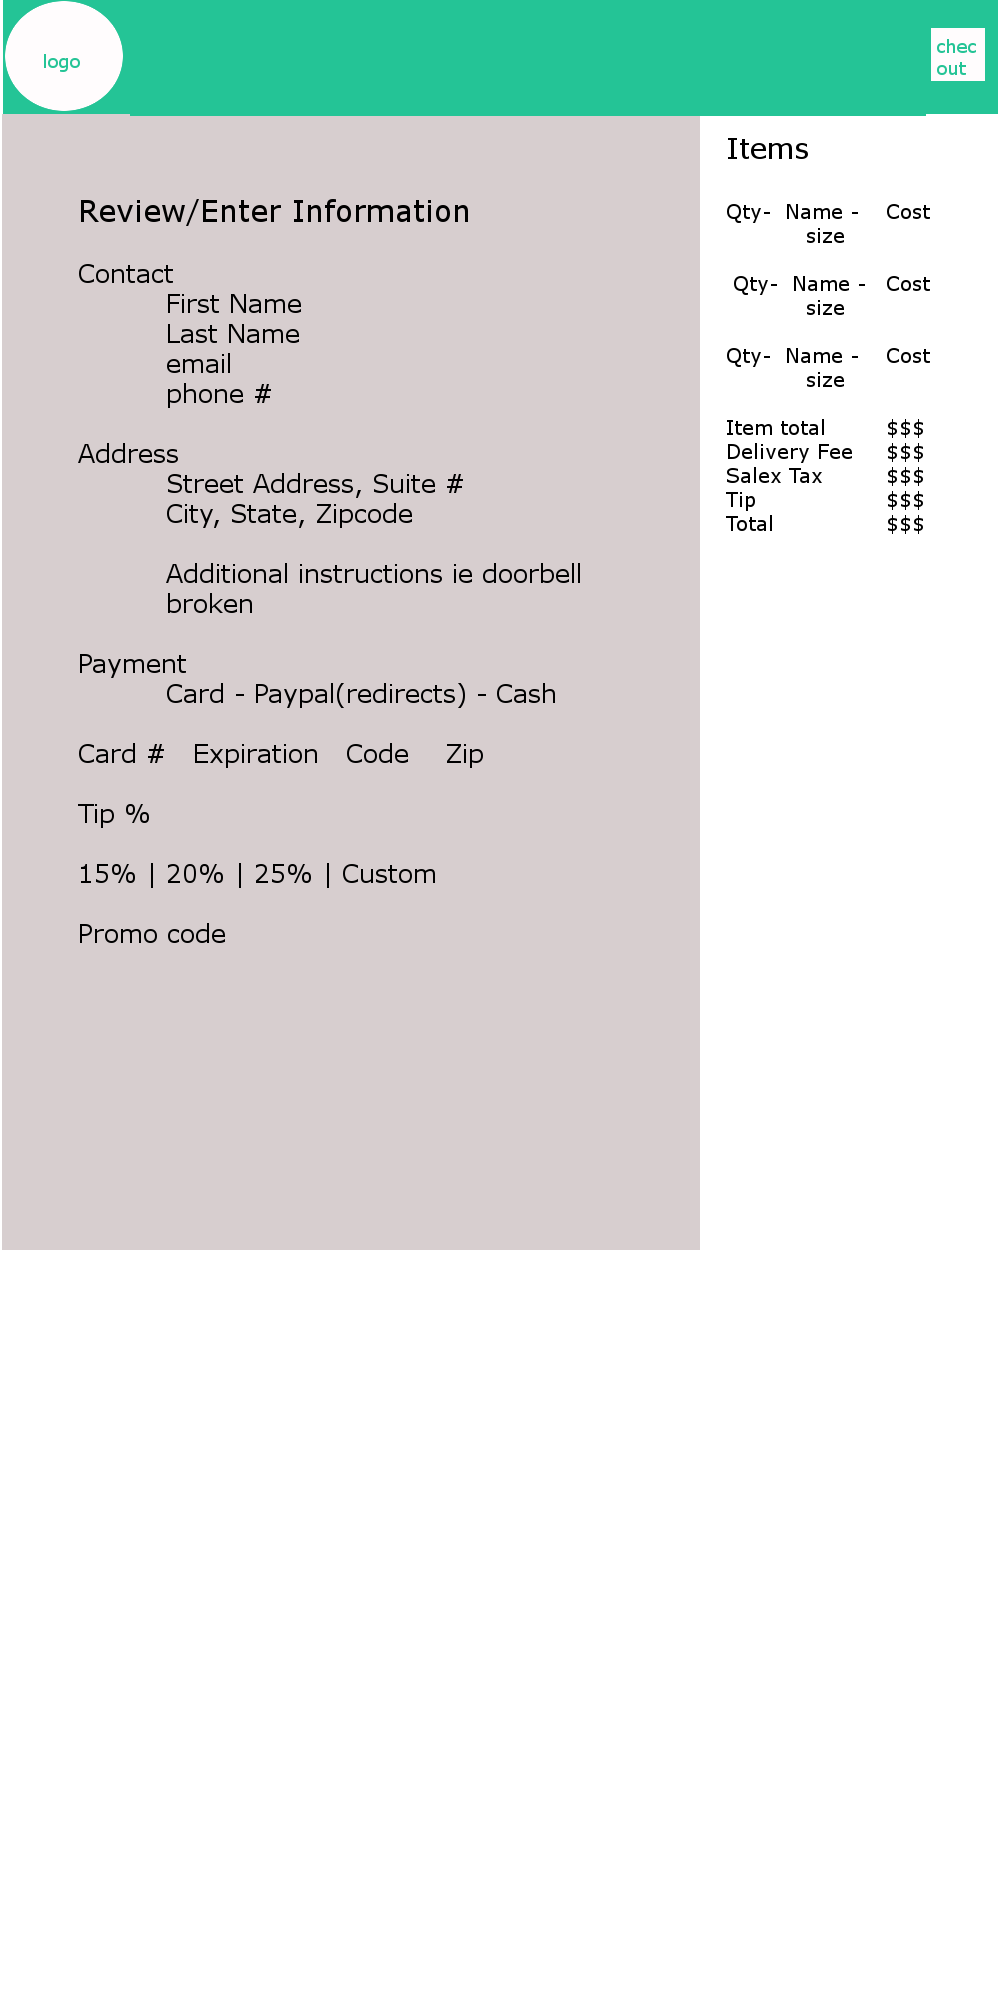 logo
chec
out
Review/Enter Information
Contact
First Name
Last Name
email
phone #
Address
Street Address, Suite #
City, State, Zipcode
Additional instructions ie doorbell
broken
Payment
Card - Paypal(redirects) - Cash
Card # Expiration Code Zip
Tip %
15% | 20% | 25% | Custom
Promo code
Items
Qty- Name - Cost
size
Qty- Name - Cost
size
Qty- Name - Cost
size
Item total $$$
Delivery Fee $$$
Salex Tax $$$
Tip $$$
Total $$$